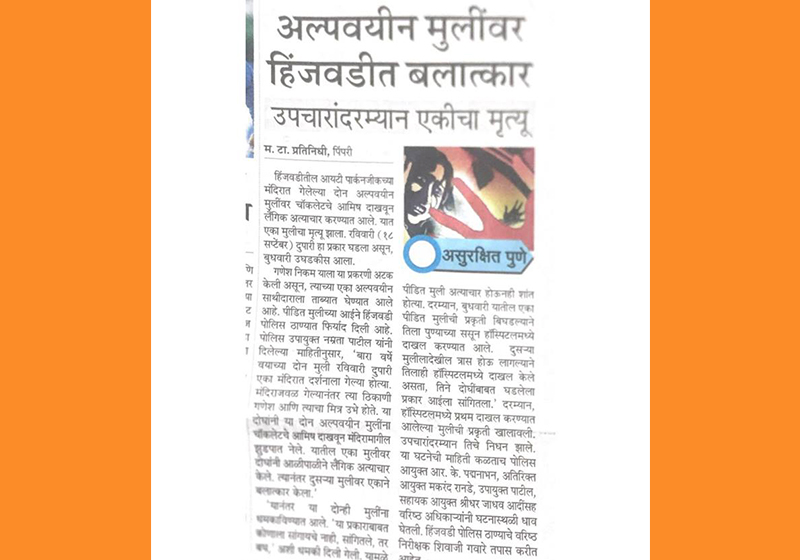 अल्पवयीन मुलींवर
हिंजवडीत बलात्कार
उपचारांदरम्यान एकीचा मृत्यू
म. टा. प्रतिनिधी, पिंपरी
हिंजवडीतील आयटी पार्कनजीकच्या
मंदिरात गेलेल्या दोन अल्पवयीन
मुलींवर चॉकलेटचे आमिष दाखवून
लैंगिक अत्याचार करण्यात आले. यात
एका मुलीचा मृत्यू झाला. रविवारी (१८
सप्टेंबर) दुपारी हा प्रकार घडला असून,
बुधवारी उघडकीस आला.
गणेश निकम याला या प्रकरणी अटक
केली असून, त्याच्या एका अल्पवयीन
साथीदाराला ताब्यात घेण्यात आले
आहे. पीडित मुलीच्या आईने हिंजवडी
पोलिस ठाण्यात फिर्याद दिली आहे.
पोलिस उपायुक्त नम्रता पाटील यांनी
दिलेल्या माहितीनुसार, 'बारा वर्षे
वयाच्या दोन मुली रविवारी दुपारी
एका मंदिरात दर्शनाला गेल्या होत्या.
मंदिराजवळ गेल्यानंतर त्या ठिकाणी
गणेश आणि त्याचा मित्र उभे होते. या
दोघांनी या दोन अल्पवयीन मुलींना
चॉकलेटचे आमिष दाखवून मंदिरामागील
झुडपात नेले. यातील एका मुलीवर
दोघांनी आळीपाळीने लैंगिक अत्याचार
केले. त्यानंतर दुसऱ्या मुलीवर एकाने
बलात्कार केला.'
'यानंतर या दोन्ही मुलींना
धमकाविण्यात आले. 'या प्रकाराबाबत
कोणाला सांगायचे नाही, सांगितले, तर
बघ,' अशी धमकी दिली गेली. यामुळे
असुरक्षित पुणे
पीडित मुली अत्याचार होऊनही शांत
होत्या. दरम्यान, बुधवारी यातील एका
पीडित मुलीची प्रकृती बिघडल्याने
तिला पुण्याच्या ससून हॉस्पिटलमध्ये
दाखल करण्यात आले. दुसऱ्या
मुलीलादेखील त्रास होऊ लागल्याने
तिलाही हॉस्पिटलमध्ये दाखल केले
असता, तिने दोघींबाबत घडलेला
प्रकार आईला सांगितला.' दरम्यान,
हॉस्पिटलमध्ये प्रथम दाखल करण्यात
आलेल्या मुलीची प्रकृती खालावली.
उपचारांदरम्यान तिचे निधन झाले.
या घटनेची माहिती कळताच पोलिस
आयुक्त आर. के. पद्मनाभन, अतिरिक्त
आयुक्त मकरंद रानडे, उपायुक्त पाटील,
सहायक आयुक्त श्रीधर जाधव आदींसह
वरिष्ठ अधिकाऱ्यांनी घटनास्थळी धाव
घेतली. हिंजवडी पोलिस ठाण्याचे वरिष्ठ
निरीक्षक शिवाजी गवारे तपास करीत